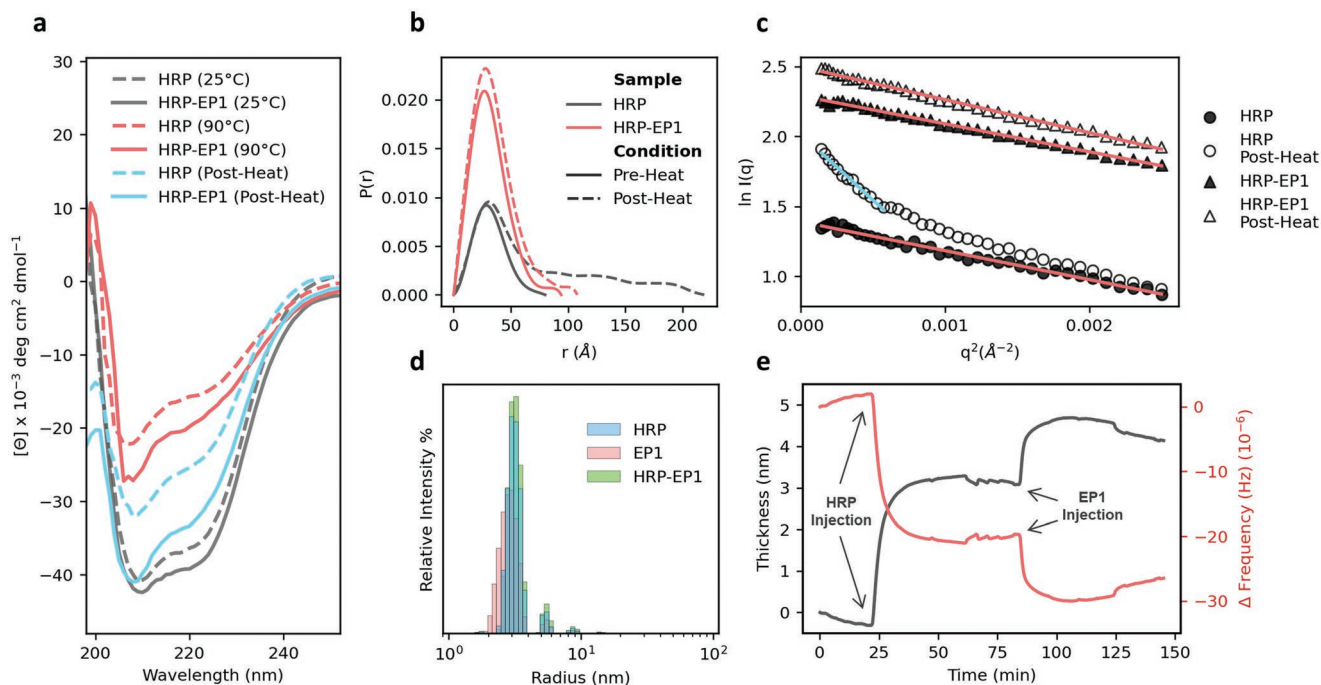 a
30
20
10
0
−10
−20
−30
−40
[Θ] x 10⁻³ deg cm² dmol⁻¹
HRP (25°C)
HRP-EP1 (25°C)
HRP (90°C)
HRP-EP1 (90°C)
HRP (Post-Heat)
HRP-EP1 (Post-Heat)
200
220
240
Wavelength (nm)
b
0.020
0.015
0.010
0.005
0.000
P(r)
Sample
HRP
HRP-EP1
Condition
Pre-Heat
Post-Heat
0
50
100
150
200
r (Å)
c
2.5
2.0
1.5
1.0
ln I(q)
0.000
0.001
0.002
q²(Å⁻²)
HRP
HRP
Post-Heat
HRP-EP1
HRP-EP1
Post-Heat
d
Relative Intensity %
HRP
EP1
HRP-EP1
10⁰
10¹
10²
Radius (nm)
e
5
4
3
2
1
0
Thickness (nm)
HRP
Injection
EP1
Injection
0
−10
−20
−30
Δ Frequency (Hz) (10⁻⁶)
0
25
50
75
100
125
150
Time (min)